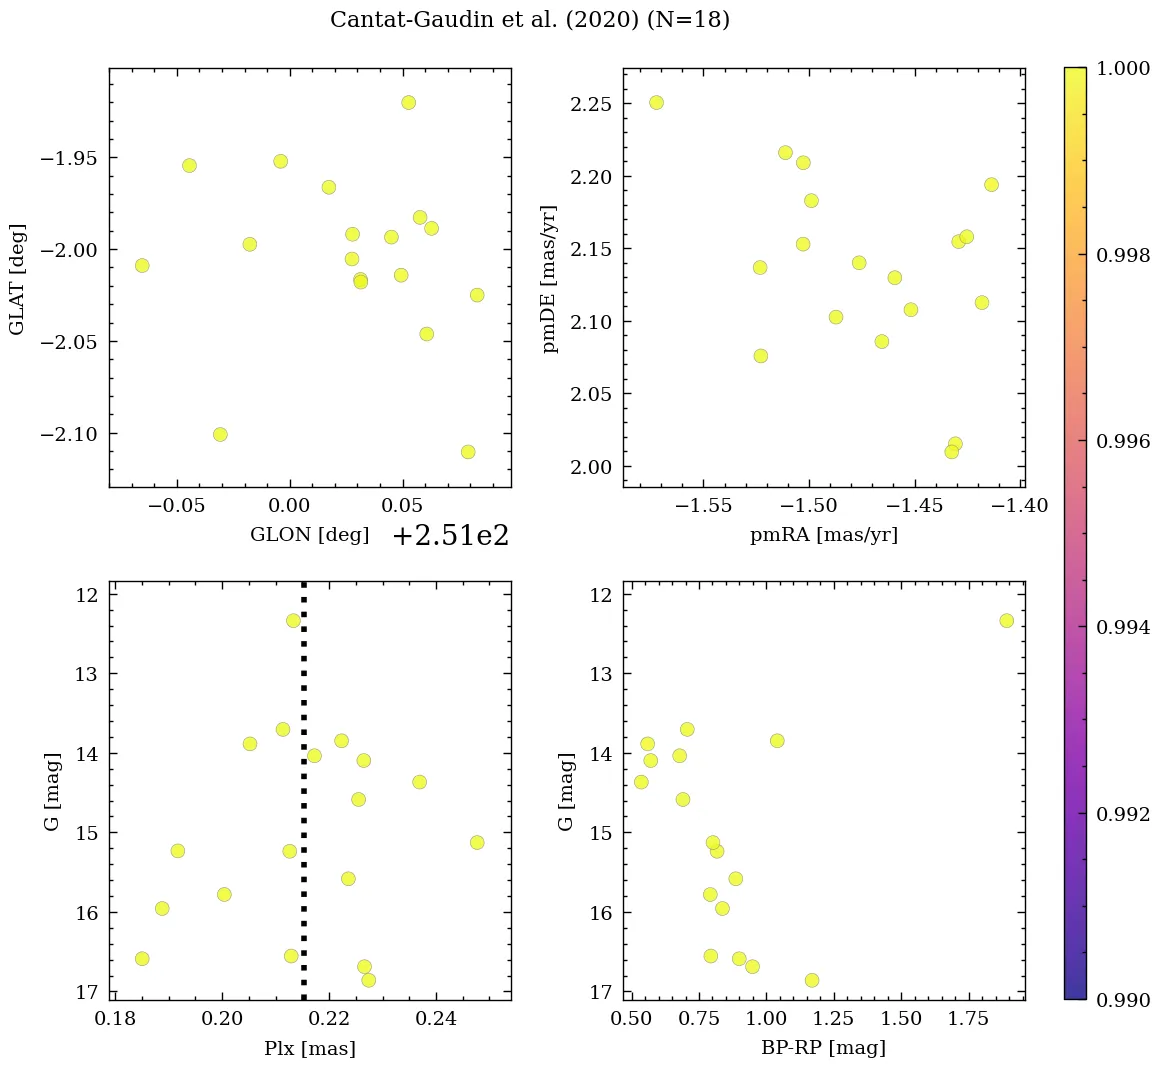 Cantat-Gaudin et al. (2020) (N=18)
GLAT [deg]
−1.95
−2.00
−2.05
−2.10
−0.05 0.00 0.05
GLON [deg] +2.51e2
pmDE [mas/yr]
2.25
2.20
2.15
2.10
2.05
2.00
−1.55 −1.50 −1.45 −1.40
pmRA [mas/yr]
G [mag]
12
13
14
15
16
17
0.18 0.20 0.22 0.24
Plx [mas]
G [mag]
12
13
14
15
16
17
0.50 0.75 1.00 1.25 1.50 1.75
BP-RP [mag]
1.000
0.998
0.996
0.994
0.992
0.990